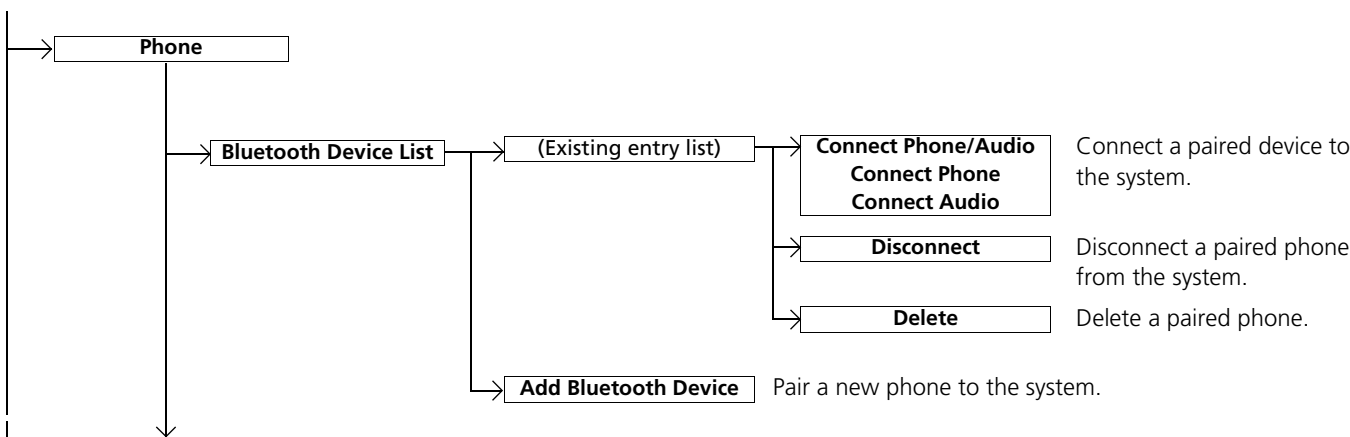 Phone
Bluetooth Device List
(Existing entry list)
Connect Phone/Audio
Connect Phone
Connect Audio
Connect a paired device to
the system.
Disconnect
Disconnect a paired phone
from the system.
Delete
Delete a paired phone.
Add Bluetooth Device
Pair a new phone to the system.